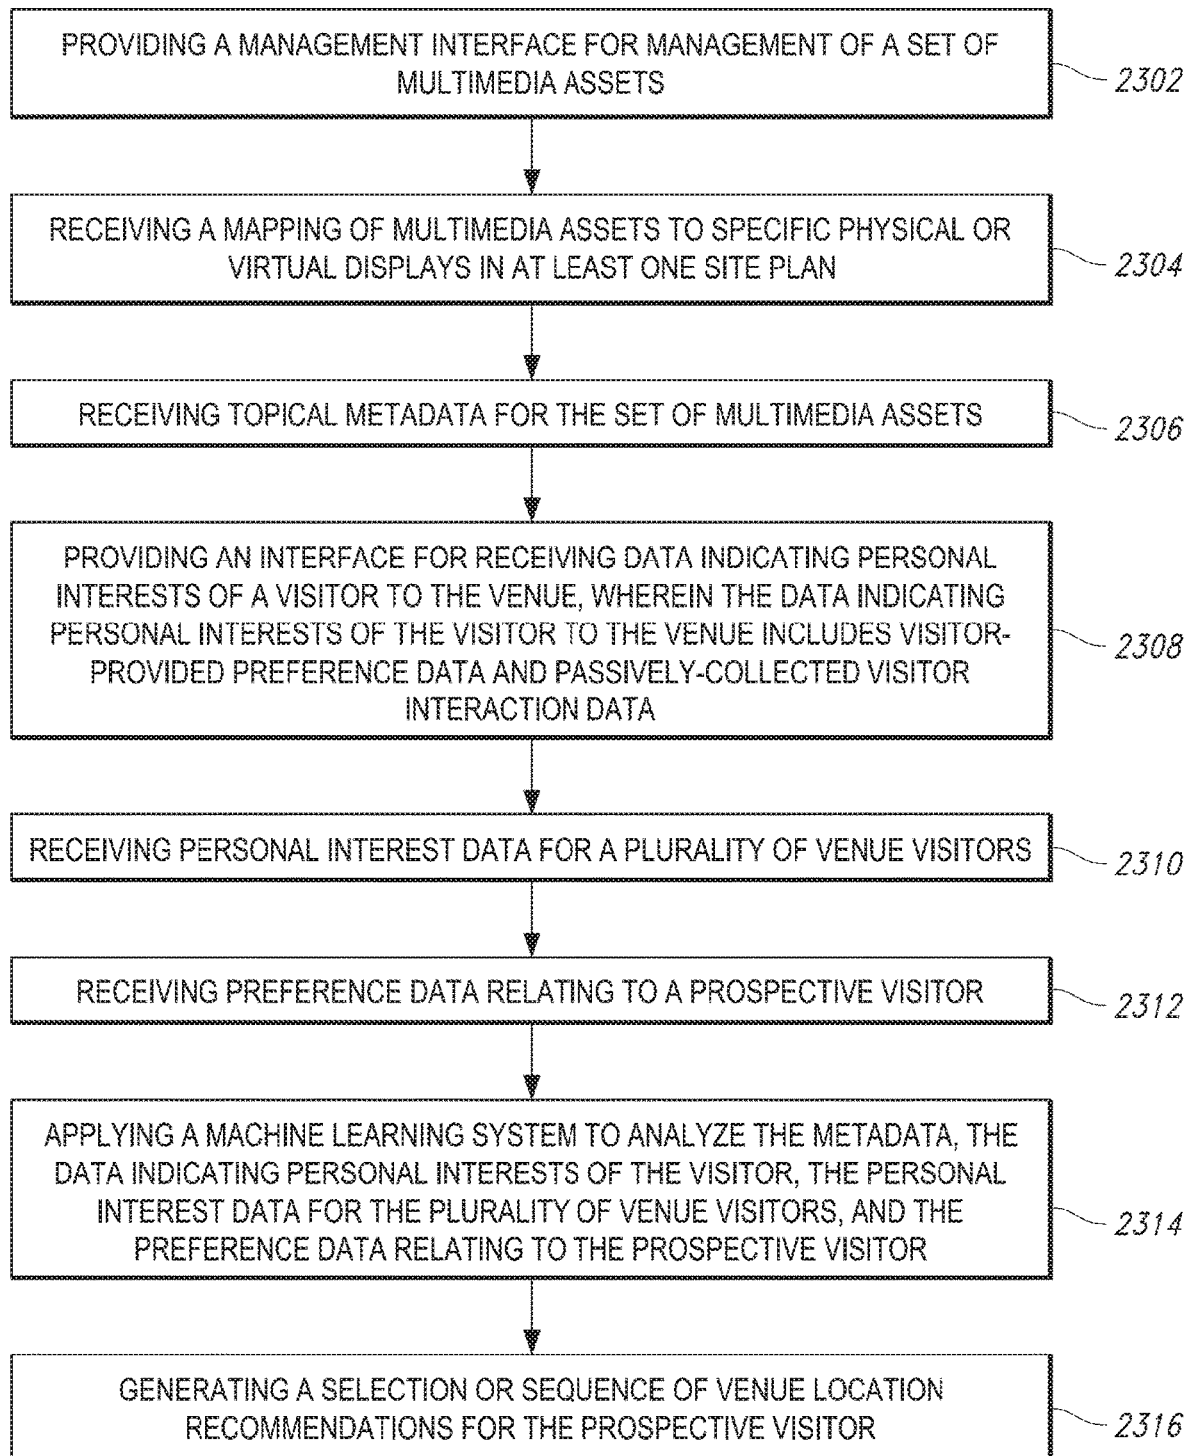 PROVIDING A MANAGEMENT INTERFACE FOR MANAGEMENT OF A SET OF
MULTIMEDIA ASSETS
2302
RECEIVING A MAPPING OF MULTIMEDIA ASSETS TO SPECIFIC PHYSICAL OR
VIRTUAL DISPLAYS IN AT LEAST ONE SITE PLAN
2304
RECEIVING TOPICAL METADATA FOR THE SET OF MULTIMEDIA ASSETS
2306
PROVIDING AN INTERFACE FOR RECEIVING DATA INDICATING PERSONAL
INTERESTS OF A VISITOR TO THE VENUE, WHEREIN THE DATA INDICATING
PERSONAL INTERESTS OF THE VISITOR TO THE VENUE INCLUDES VISITOR-
PROVIDED PREFERENCE DATA AND PASSIVELY-COLLECTED VISITOR
INTERACTION DATA
2308
RECEIVING PERSONAL INTEREST DATA FOR A PLURALITY OF VENUE VISITORS
2310
RECEIVING PREFERENCE DATA RELATING TO A PROSPECTIVE VISITOR
2312
APPLYING A MACHINE LEARNING SYSTEM TO ANALYZE THE METADATA, THE
DATA INDICATING PERSONAL INTERESTS OF THE VISITOR, THE PERSONAL
INTEREST DATA FOR THE PLURALITY OF VENUE VISITORS, AND THE
PREFERENCE DATA RELATING TO THE PROSPECTIVE VISITOR
2314
GENERATING A SELECTION OR SEQUENCE OF VENUE LOCATION
RECOMMENDATIONS FOR THE PROSPECTIVE VISITOR
2316